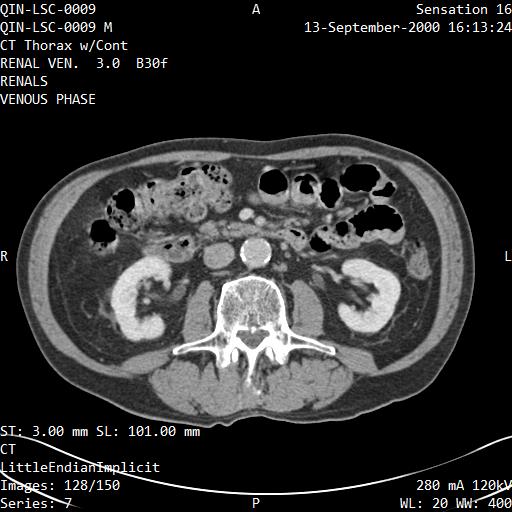 QIN-LSC-0009
A
Sensation 16
QIN-LSC-0009 M
13-September-2000 16:13:24
CT Thorax w/Cont
RENAL VEN. 3.0 B30f
RENALS
VENOUS PHASE
R
L
ST: 3.00 mm SL: 101.00 mm
CT
LittleEndianImplicit
Images: 128/150
280 mA 120kV
Series: 7
P
WL: 20 WW: 400